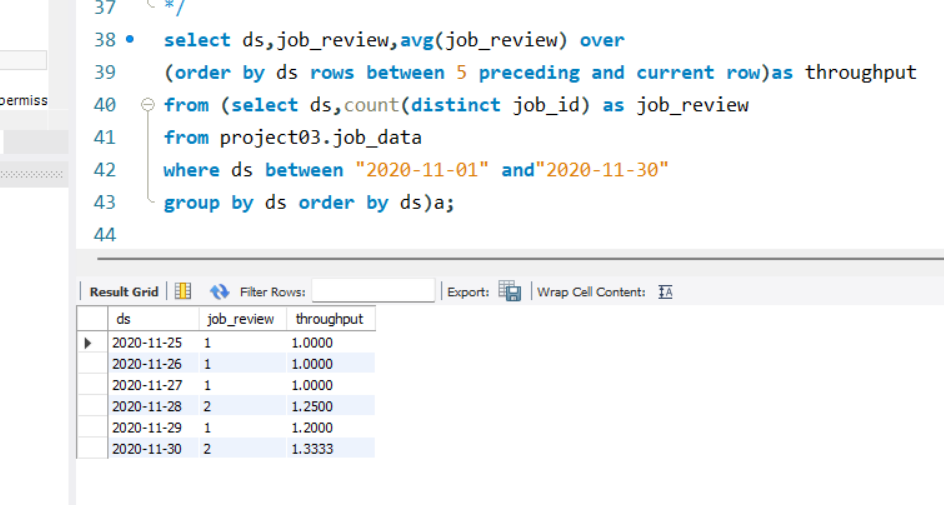 37 */
38 select ds,job_review,avg(job_review) over
39 (order by ds rows between 5 preceding and current row)as throughput
permiss
40 from (select ds,count(distinct job_id) as job_review
41 from project03.job_data
42 where ds between "2020-11-01" and"2020-11-30"
43 group by ds order by ds)a;
44
Result Grid Filter Rows: Export: Wrap Cell Content: IA
ds job_review throughput
2020-11-25 1 1.0000
2020-11-26 1 1.0000
2020-11-27 1 1.0000
2020-11-28 2 1.2500
2020-11-29 1 1.2000
2020-11-30 2 1.3333